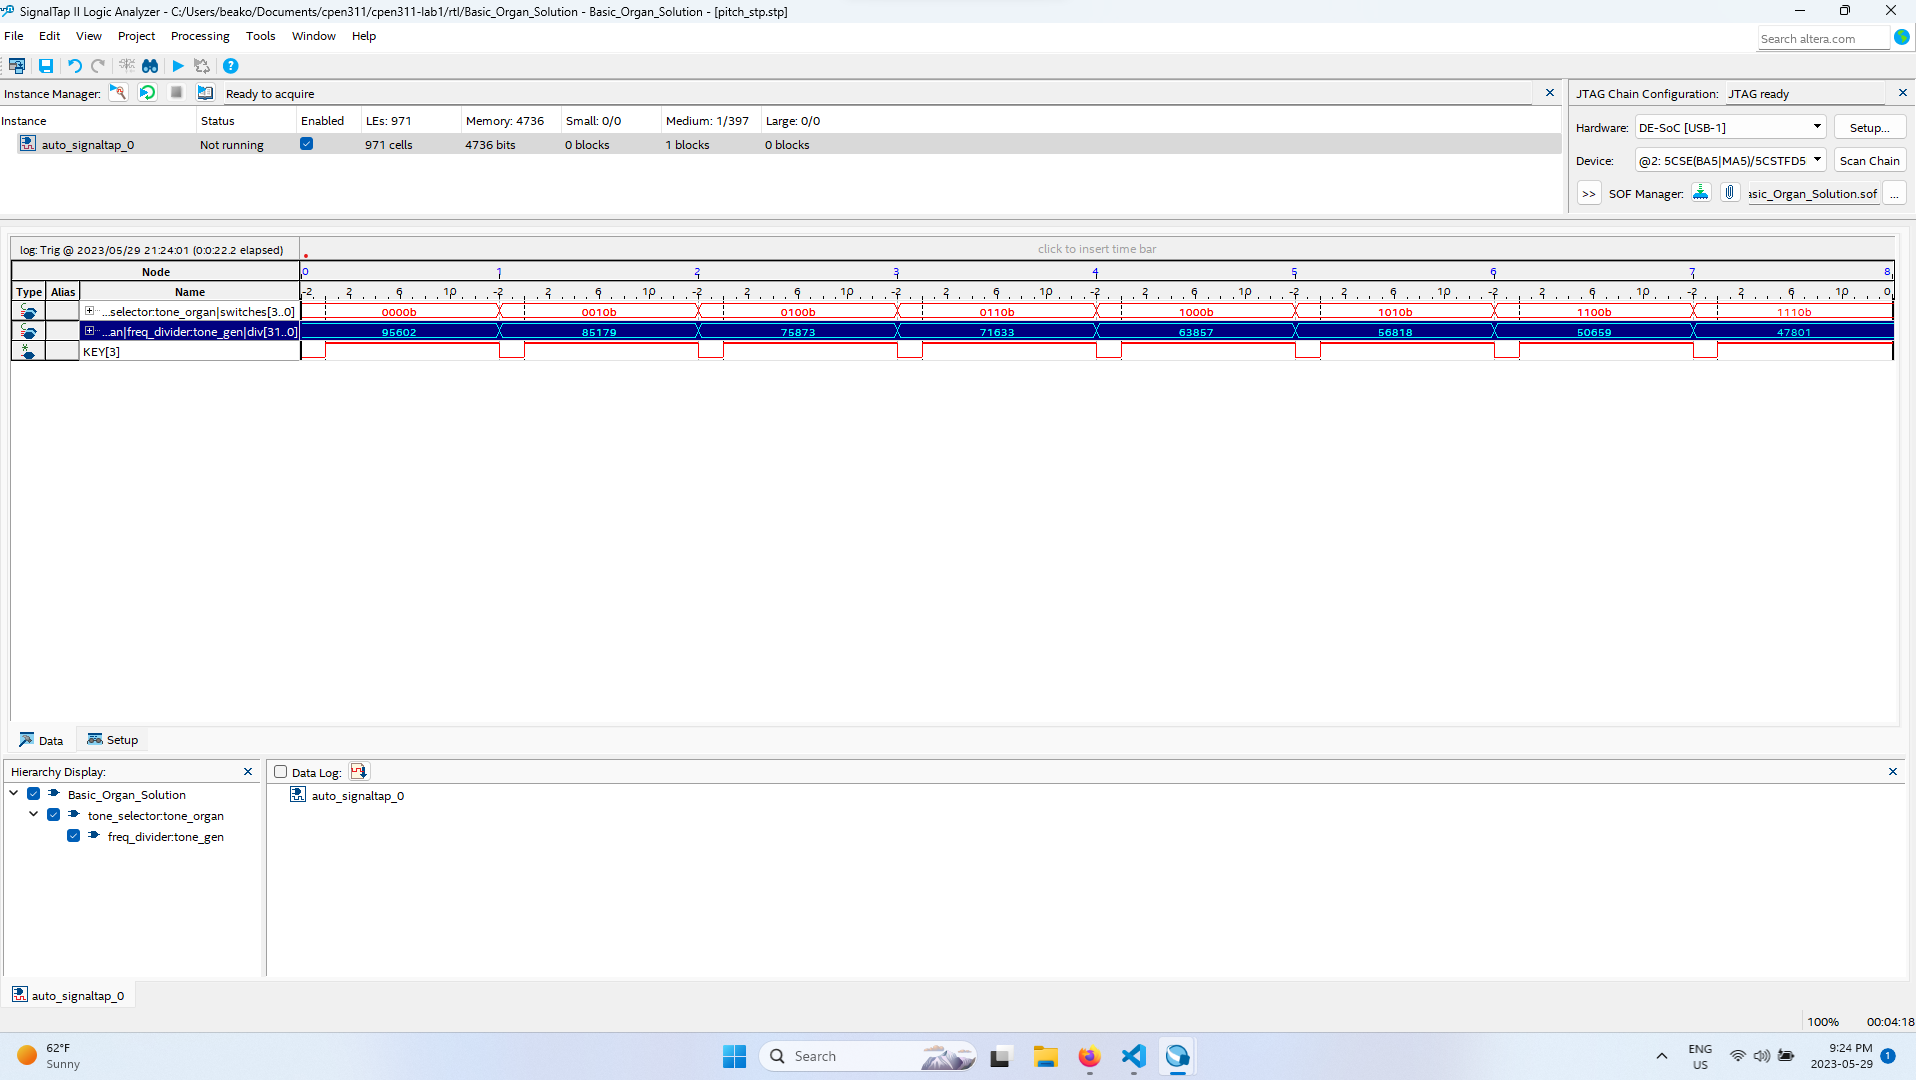 SignalTap II Logic Analyzer - C:/Users/beako/Documents/cpen311/cpen311-lab1/rtl/Basic_Organ_Solution - Basic_Organ_Solution - [pitch_stp.stp]
File Edit View Project Processing Tools Window Help
Search altera.com
Instance Manager: Ready to acquire
Instance Status Enabled LEs: 971 Memory: 4736 Small: 0/0 Medium: 1/397 Large: 0/0
auto_signaltap_0 Not running 971 cells 4736 bits 0 blocks 1 blocks 0 blocks
JTAG Chain Configuration: JTAG ready
Hardware: DE-SoC [USB-1] Setup...
Device: @2: 5CSE(BA5|MA5)/5CSTFD5 Scan Chain
>> SOF Manager: asic_Organ_Solution.sof ...
log: Trig @ 2023/05/29 21:24:01 (0:0:22.2 elapsed) click to insert time bar
Node 0 1 2 3 4 5 6 7 8
Type Alias Name -2 2 6 10 -2 2 6 10 -2 2 6 10 -2 2 6 10 -2 2 6 10 -2 2 6 10 -2 2 6 10 -2 2 6 10 0
...selector:tone_organ|switches[3..0] 0000b 0010b 0100b 0110b 1000b 1010b 1100b 1110b
...an|freq_divider:tone_gen|div[31..0] 95602 85179 75873 71633 63857 56818 50659 47801
KEY[3]
Data Setup
Hierarchy Display:
Basic_Organ_Solution
tone_selector:tone_organ
freq_divider:tone_gen
Data Log:
auto_signaltap_0
auto_signaltap_0
100% 00:04:18
62°F
Sunny
Search
ENG
US
9:24 PM
2023-05-29
1